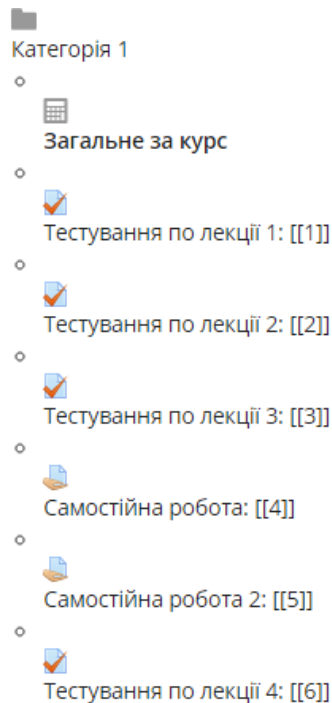 Категорія 1
Загальне за курс
Тестування по лекції 1: [[1]]
Тестування по лекції 2: [[2]]
Тестування по лекції 3: [[3]]
Самостійна робота: [[4]]
Самостійна робота 2: [[5]]
Тестування по лекції 4: [[6]]